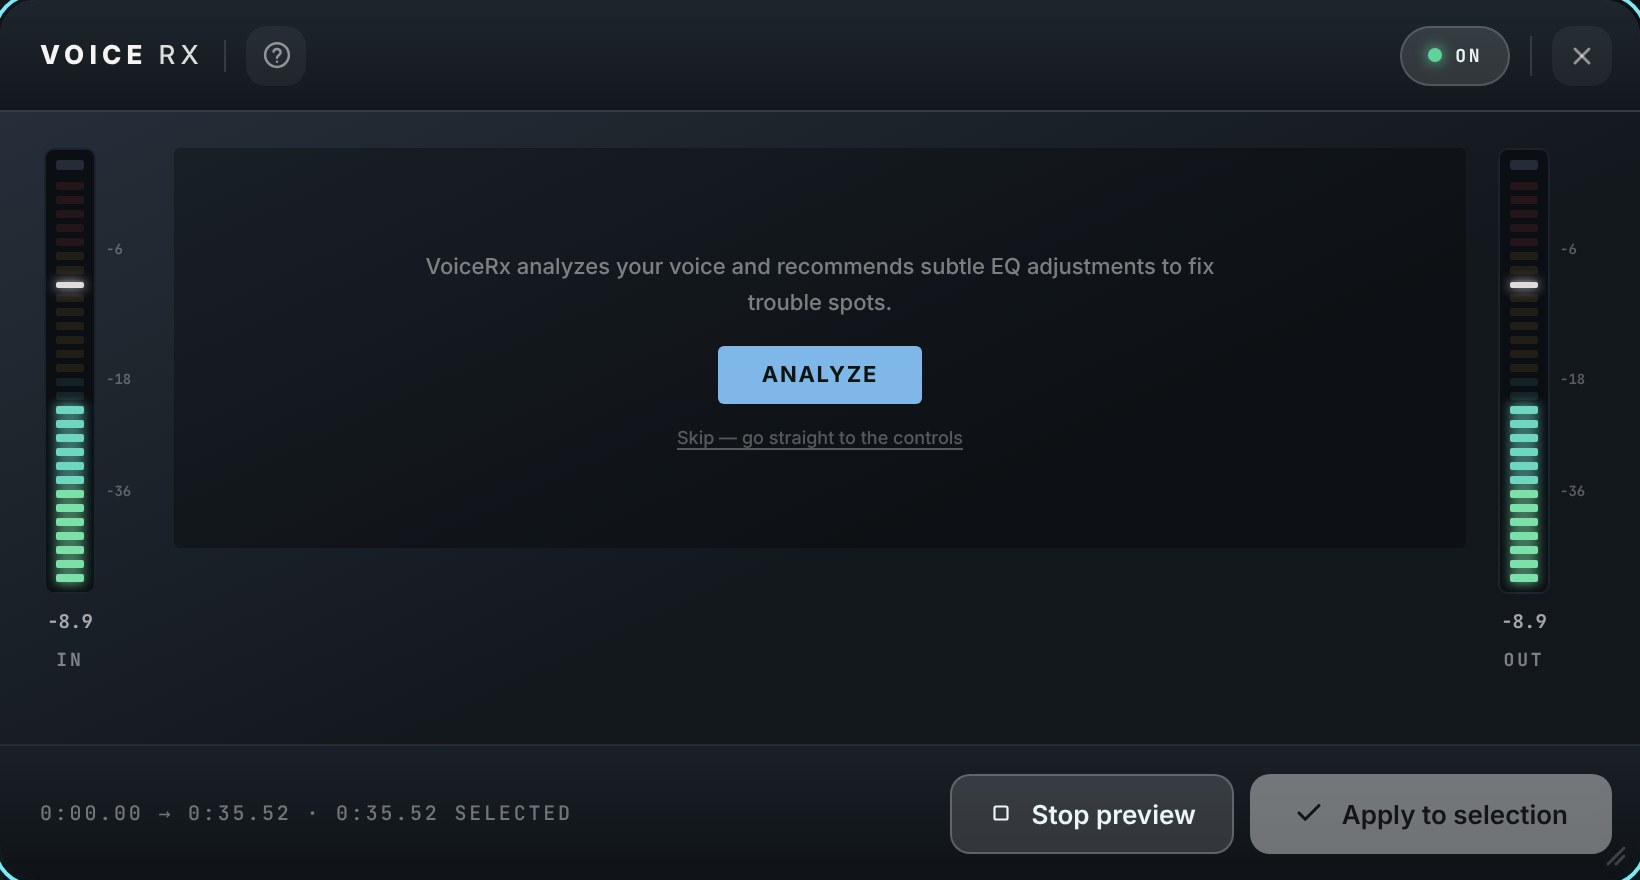 VOICE RX
ON
-6
-18
-36
-8.9
IN
VoiceRx analyzes your voice and recommends subtle EQ adjustments to fix
trouble spots.
ANALYZE
Skip — go straight to the controls
-6
-18
-36
-8.9
OUT
0:00.00 → 0:35.52 · 0:35.52 SELECTED
Stop preview
Apply to selection